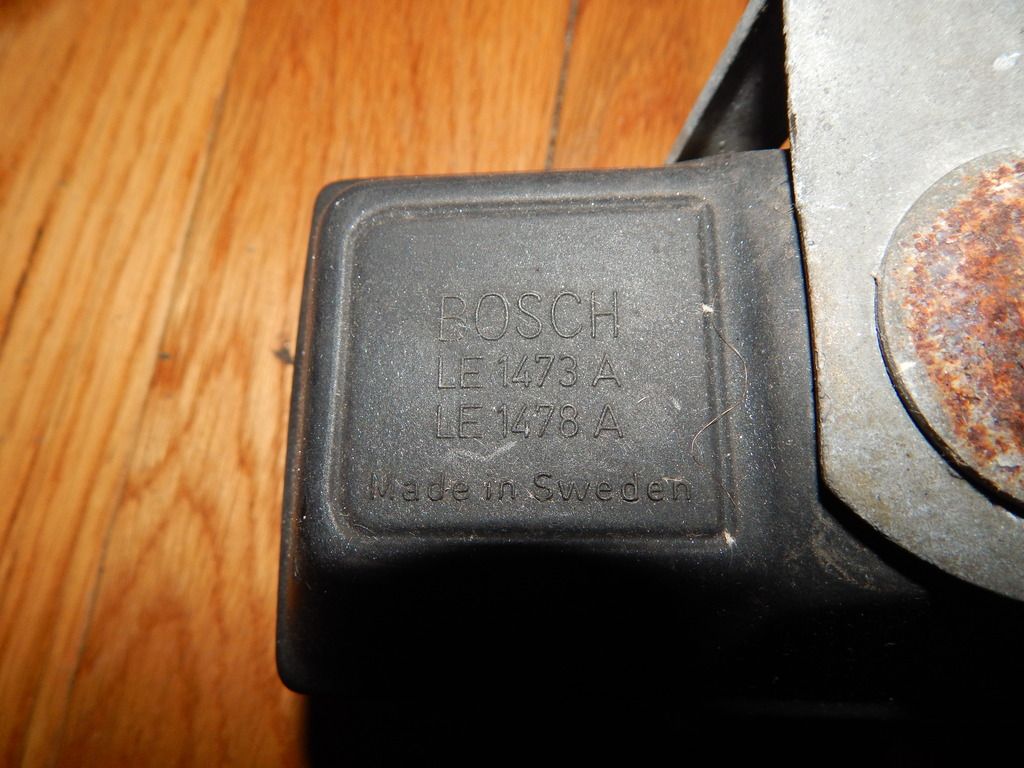 BOSCH
LE 1473 A
LE 1478 A
Made in Sweden